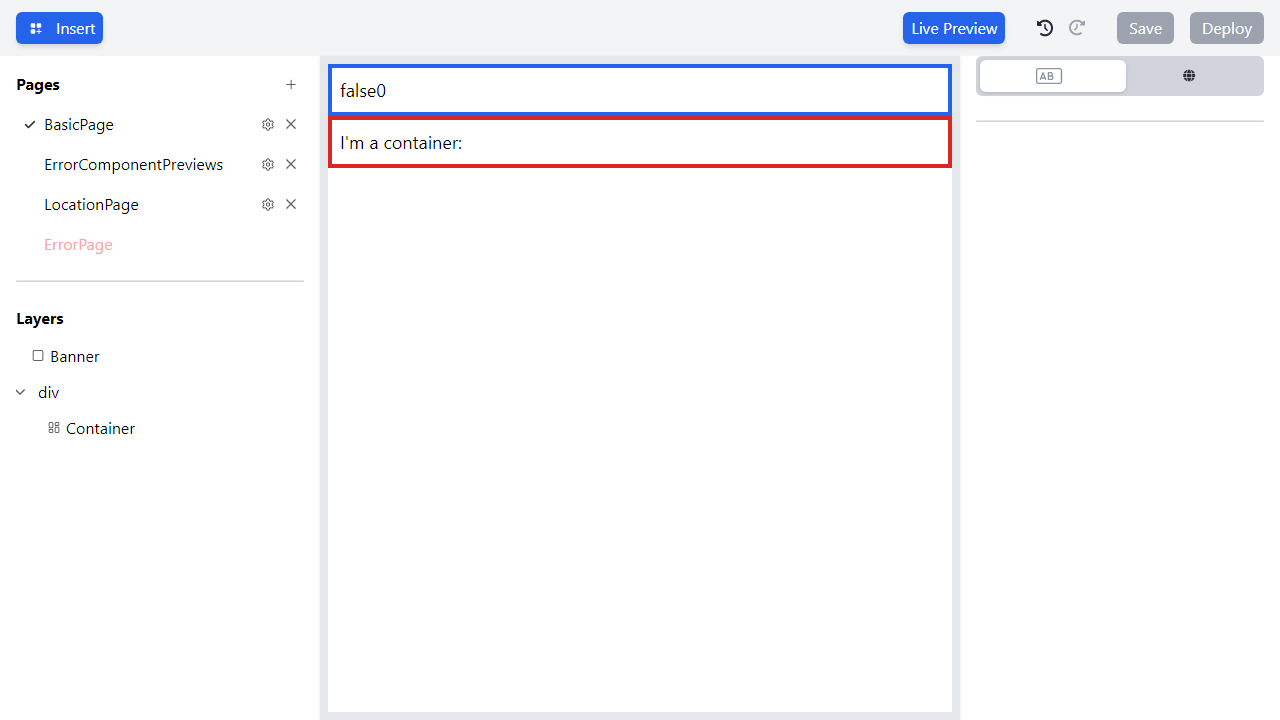 Insert
Live Preview
Save
Deploy
Pages
BasicPage
ErrorComponentPreviews
LocationPage
ErrorPage
Layers
Banner
div
Container
false0
I'm a container:
AB